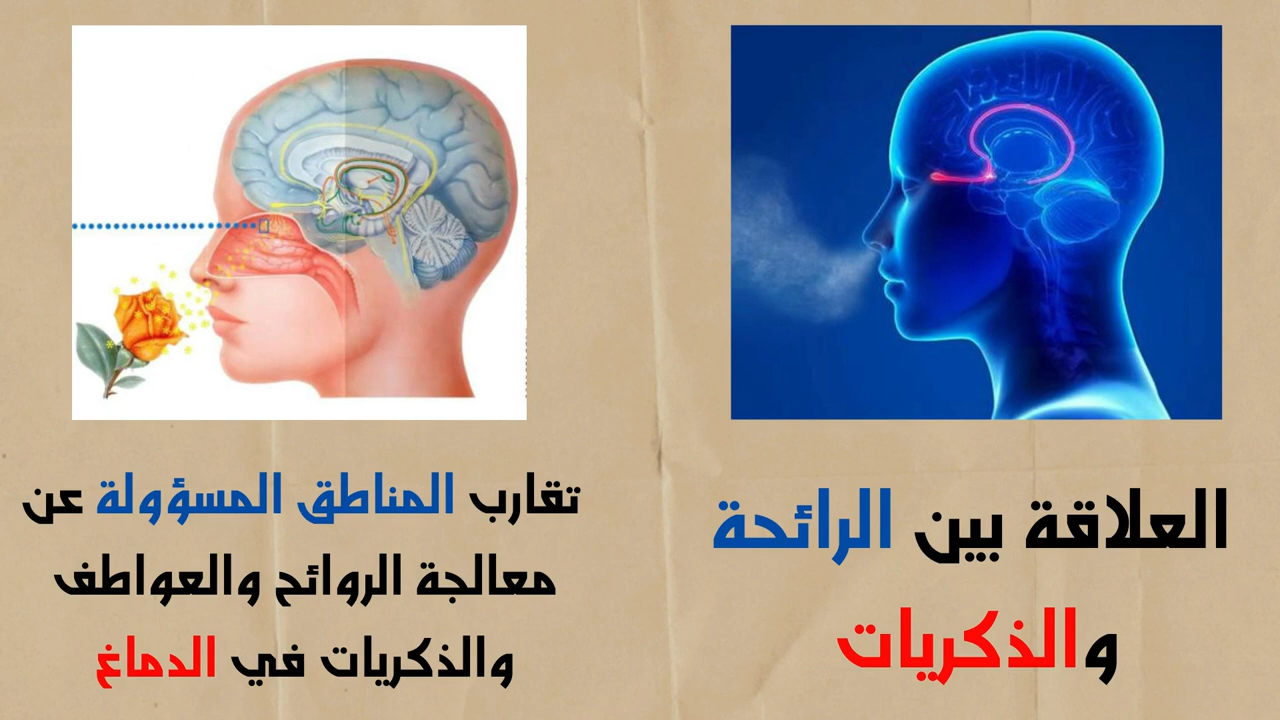 العلاقة بين الرائحة
والذكريات
تقارب المناطق المسؤولة عن
معالجة الروائح والعواطف
والذكريات في الدماغ